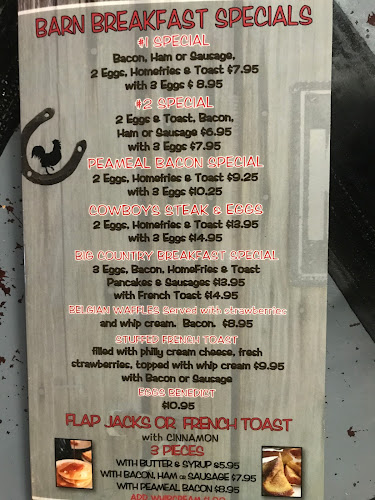 BARN BREAKFAST SPECIALS
#1 SPECIAL
Bacon, Ham or Sausage,
2 Eggs, Homefries & Toast $7.95
with 3 Eggs $ 8.95
#2 SPECIAL
2 Eggs & Toast, Bacon,
Ham or Sausage $6.95
with 3 Eggs $7.95
PEAMEAL BACON SPECIAL
2 Eggs, Homefries & Toast $9.25
with 3 Eggs $10.25
COWBOYS STEAK & EGGS
2 Eggs, Homefries & Toast $13.95
with 3 Eggs $14.95
BIG COUNTRY BREAKFAST SPECIAL
3 Eggs, Bacon, HomeFries & Toast
Pancakes & Sausages $13.95
with French Toast $14.95
BELGIAN WAFFLES Served with strawberries
and whip cream. Bacon. $8.95
STUFFED FRENCH TOAST
filled with philly cream cheese, fresh
strawberries, topped with whip cream $9.95
with Bacon or Sausage
EGGS BENEDICT
$10.95
FLAP JACKS OR FRENCH TOAST
with CINNAMON
3 PIECES
WITH BUTTER & SYRUP $5.95
WITH BACON, HAM OR SAUSAGE $7.95
WITH PEAMEAL BACON $8.95
ADD WHIPCREAM